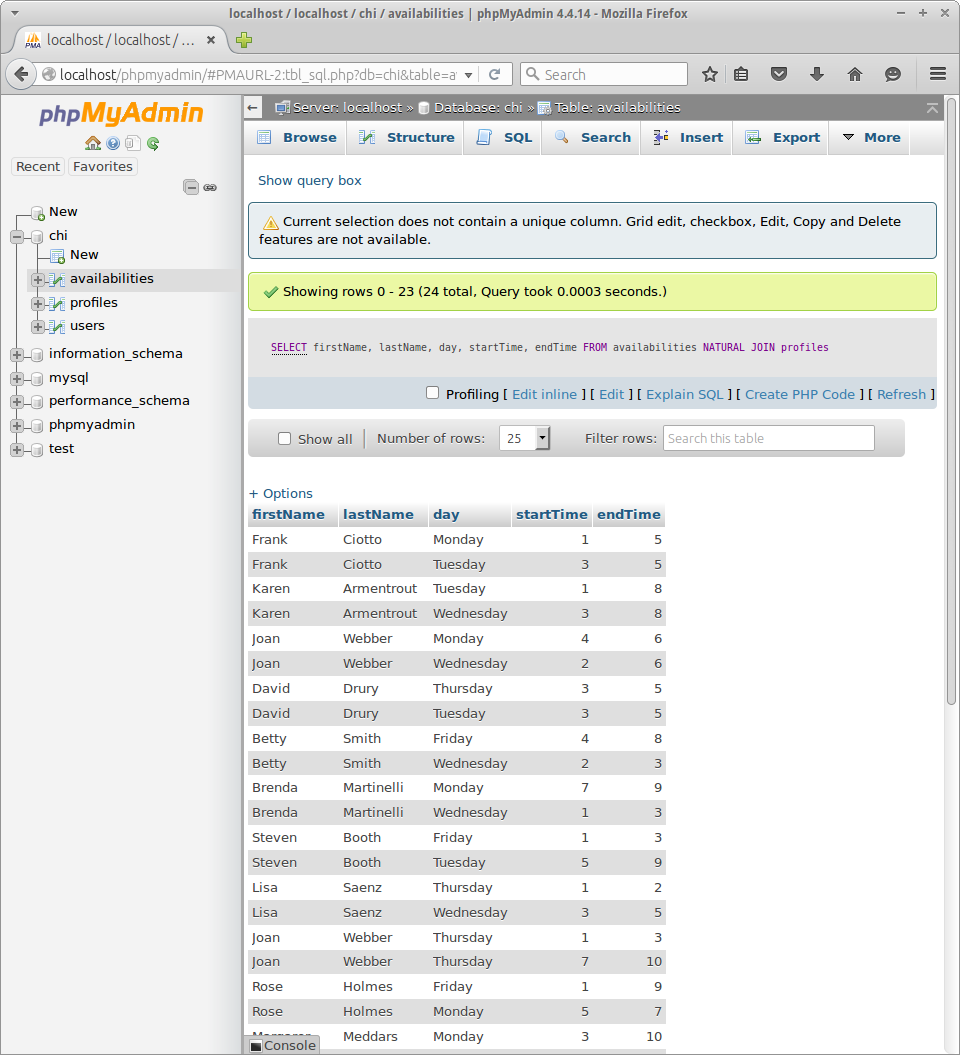 localhost / localhost / chi / availabilities | phpMyAdmin 4.4.14 - Mozilla Firefox
PMA localhost / localhost / ...
localhost/phpmyadmin/#PMAURL-2:tbl_sql.php?db=chi&table=a
Search
phpMyAdmin
Recent Favorites
New
chi
New
availabilities
profiles
users
information_schema
mysql
performance_schema
phpmyadmin
test
Server: localhost » Database: chi » Table: availabilities
Browse Structure SQL Search Insert Export More
Show query box
Current selection does not contain a unique column. Grid edit, checkbox, Edit, Copy and Delete
features are not available.
Showing rows 0 - 23 (24 total, Query took 0.0003 seconds.)
SELECT firstName, lastName, day, startTime, endTime FROM availabilities NATURAL JOIN profiles
Profiling [ Edit inline ] [ Edit ] [ Explain SQL ] [ Create PHP Code ] [ Refresh ]
Show all Number of rows: 25 Filter rows: Search this table
+ Options
firstName lastName day startTime endTime
Frank Ciotto Monday 1 5
Frank Ciotto Tuesday 3 5
Karen Armentrout Tuesday 1 8
Karen Armentrout Wednesday 3 8
Joan Webber Monday 4 6
Joan Webber Wednesday 2 6
David Drury Thursday 3 5
David Drury Tuesday 3 5
Betty Smith Friday 4 8
Betty Smith Wednesday 2 3
Brenda Martinelli Monday 7 9
Brenda Martinelli Wednesday 1 3
Steven Booth Friday 1 3
Steven Booth Tuesday 5 9
Lisa Saenz Thursday 1 2
Lisa Saenz Wednesday 3 5
Joan Webber Thursday 1 3
Joan Webber Thursday 7 10
Rose Holmes Friday 1 9
Rose Holmes Monday 5 7
Meddars Monday 3 10
Console